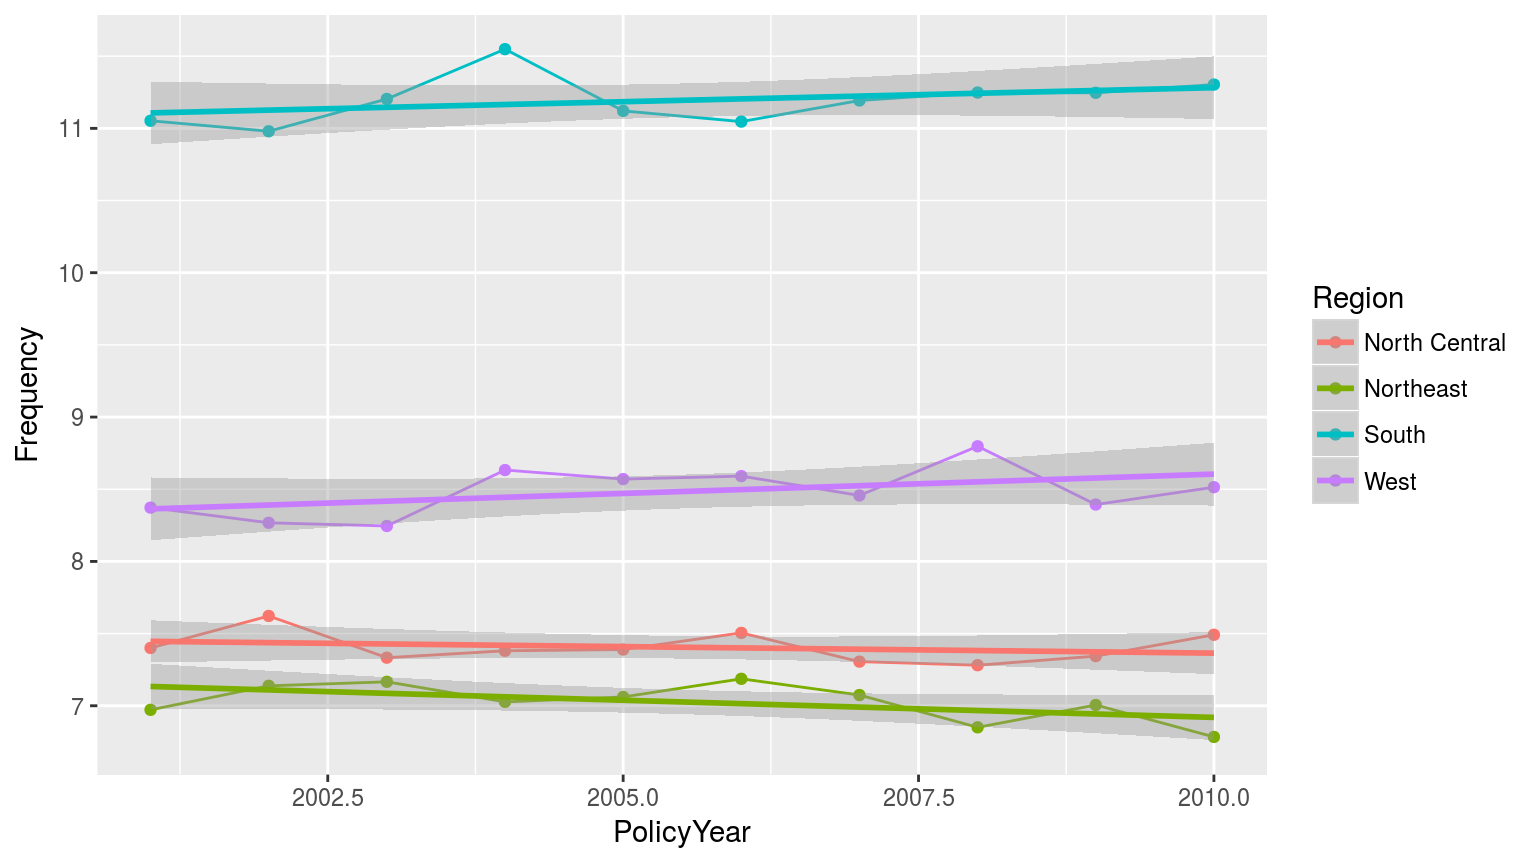 11
10
9
8
7
Frequency
2002.5
2005.0
2007.5
2010.0
PolicyYear
Region
North Central
Northeast
South
West